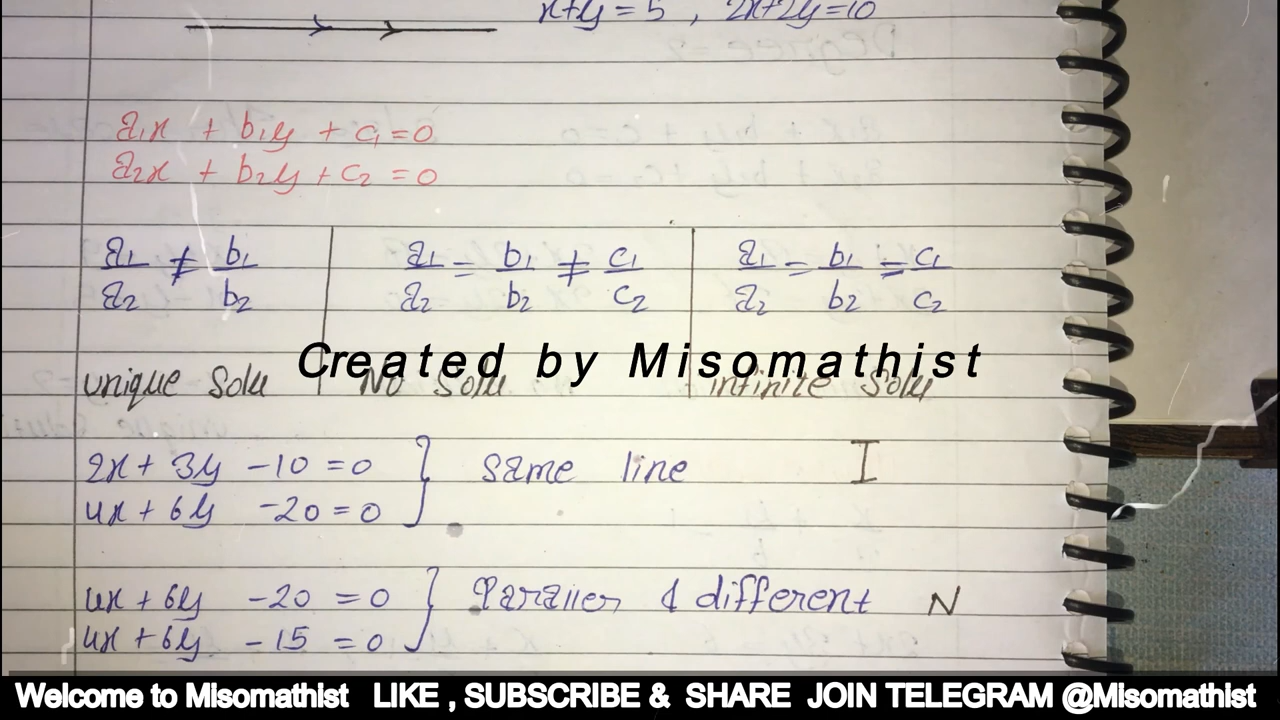 x+y = 5 , 2x+2y=10
a1x + b1y + c1 = 0
a2x + b2y + c2 = 0
a1/a2 ≠ b1/b2   a1/a2 = b1/b2 ≠ c1/c2   a1/a2 = b1/b2 = c1/c2
Created by Misomathist
unique Solu   No Solu   infinite Solu
2x + 3y - 10 = 0 } same line   I
4x + 6y - 20 = 0
4x + 6y - 20 = 0 } Paraller & different   N
4x + 6y - 15 = 0
Welcome to Misomathist LIKE , SUBSCRIBE & SHARE JOIN TELEGRAM @Misomathist